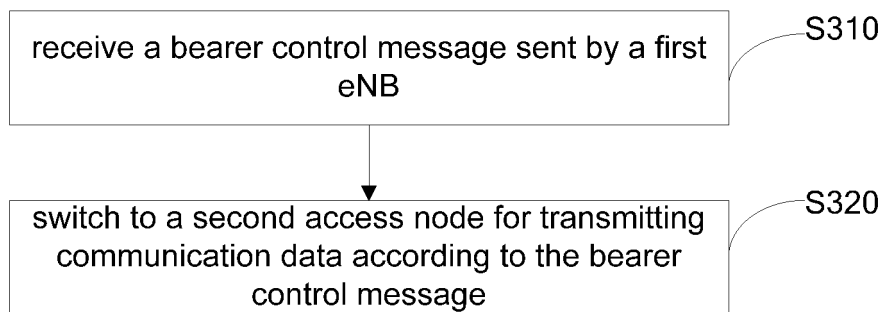 receive a bearer control message sent by a first
eNB
S310
switch to a second access node for transmitting
communication data according to the bearer
control message
S320